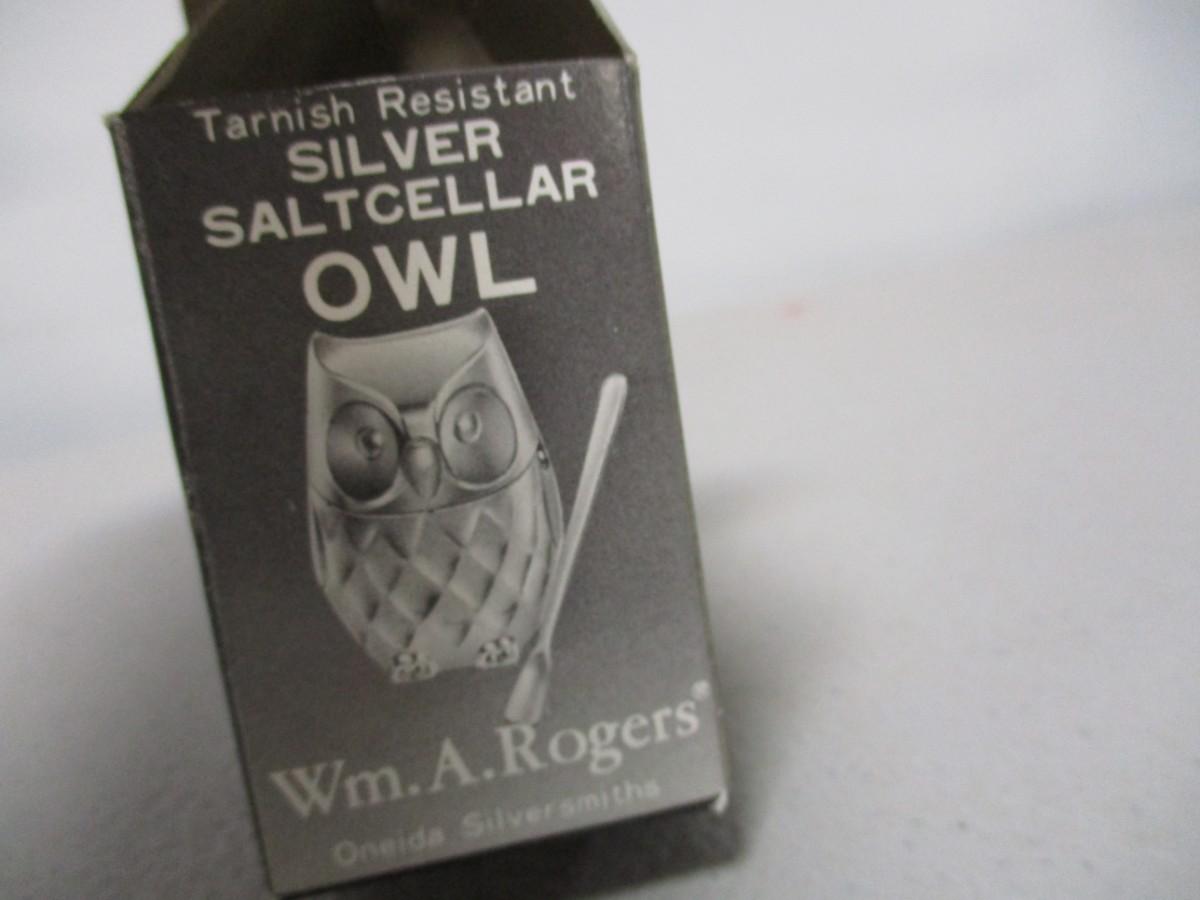 Tarnish Resistant
SILVER
SALTCELLAR
OWL
Wm.A.Rogers®
Oneida Silversmiths